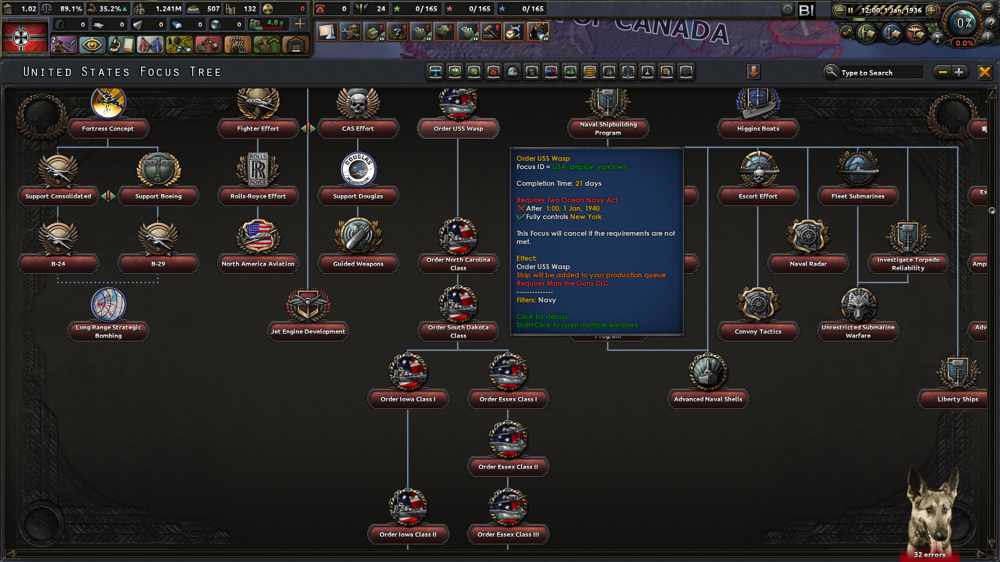 1.02
89.1%
35.2%
1.241M
507
132
0
0
24
0/165
0/165
0/165
BI
12:00, 1 Jan, 1936
0%
0.0%
0
0
0
0
0
4.8 y
2
OF CANADA
United States Focus Tree
Type to Search
Fortress Concept
Fighter Effort
CAS Effort
Order USS Wasp
Naval Shipbuilding
Program
Higgins Boats
BOEING
ROLLS
R
ROYCE
DOUGLAS
Support Consolidated
Support Boeing
Rolls-Royce Effort
Support Douglas
Escort Effort
Fleet Submarines
Ex
B-24
B-29
North America Aviation
Guided Weapons
Order North Carolina
Class
Naval Radar
Investigate Torpedo
Reliability
Ampl
Long Range Strategic
Bombing
Jet Engine Development
Order South Dakota
Class
Program
Convoy Tactics
Unrestricted Submarine
Warfare
Adv
Order Iowa Class I
Order Essex Class I
Advanced Naval Shells
Liberty Ships
Order Essex Class II
Order Iowa Class II
Order Essex Class III
Order USS Wasp
Focus ID = USA_deploy_yorktown
Completion Time: 21 days
Requires Two Ocean Navy Act
After 1:00, 1 Jan, 1940
Fully controls New York
This Focus will cancel if the requirements are not
met.
Effect:
Order USS Wasp
Ship will be added to your production queue
Requires Man the Guns DLC
--------------
Filters: Navy
Click for details
Shift+Click to open multiple windows
32 errors